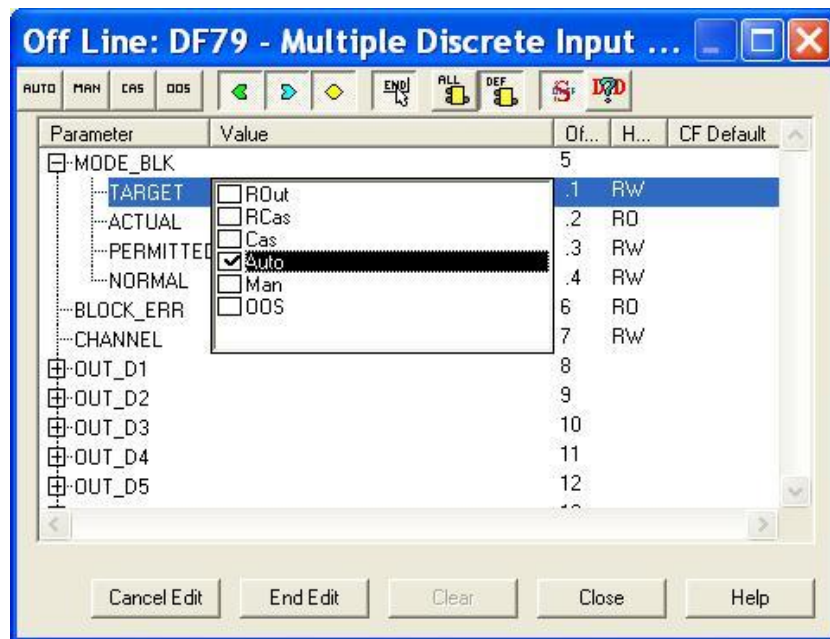 Off Line: DF79 - Multiple Discrete Input ...
AUTO MAN CAS OOS END! ALL DEF
Parameter Value Of... H... CF Default
MODE_BLK 5
TARGET .1 RW
ROut
RCas
ACTUAL .2 RO
Cas
PERMITTED .3 RW
Auto
NORMAL .4 RW
Man
BLOCK_ERR 6 RO
OOS
CHANNEL 7 RW
OUT_D1 8
OUT_D2 9
OUT_D3 10
OUT_D4 11
OUT_D5 12
Cancel Edit End Edit Clear Close Help